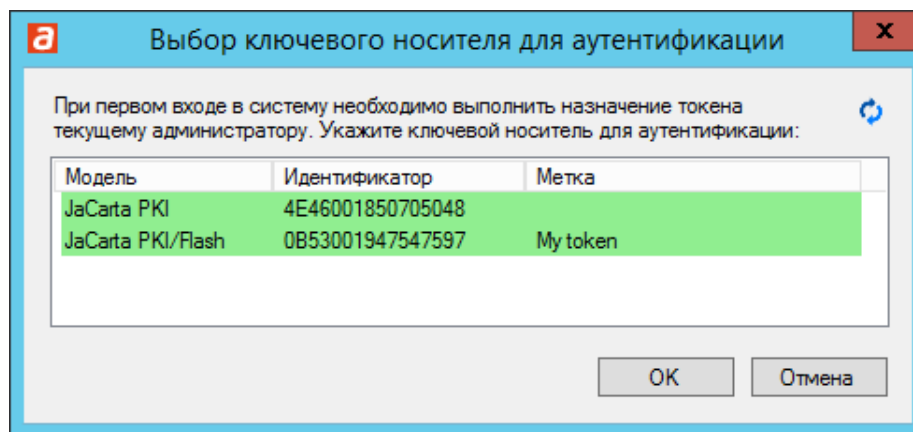 a
Выбор ключевого носителя для аутентификации
x
При первом входе в систему необходимо выполнить назначение токена
текущему администратору. Укажите ключевой носитель для аутентификации:
Модель Идентификатор Метка
JaCarta PKI 4E46001850705048
JaCarta PKI/Flash 0B53001947547597 My token
OK Отмена